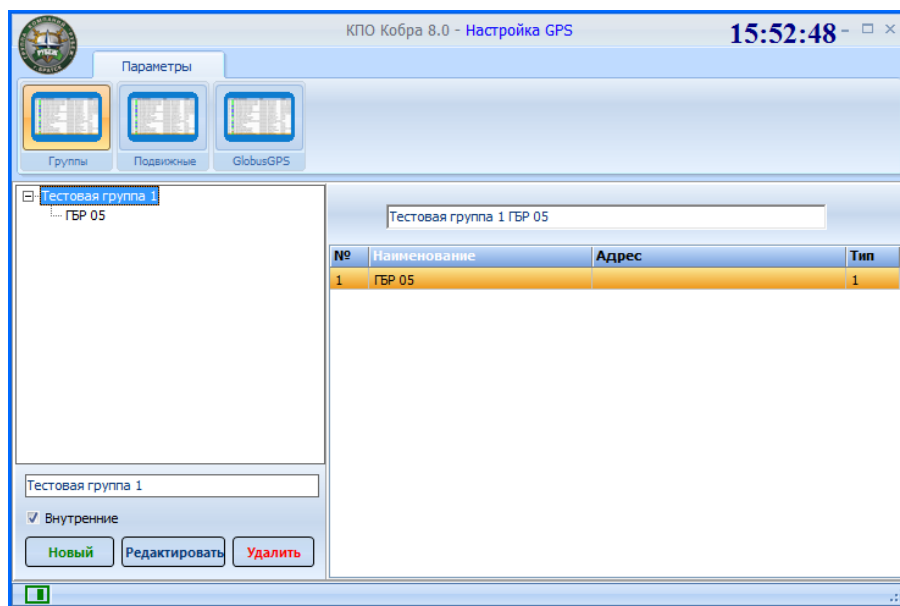 КПО Кобра 8.0 - Настройка GPS
15:52:48
Параметры
Группы
Подвижные
GlobusGPS
Тестовая группа 1
ГБР 05
Тестовая группа 1 ГБР 05
№ Наименование Адрес Тип
1 ГБР 05 1
Тестовая группа 1
Внутренние
Новый Редактировать Удалить